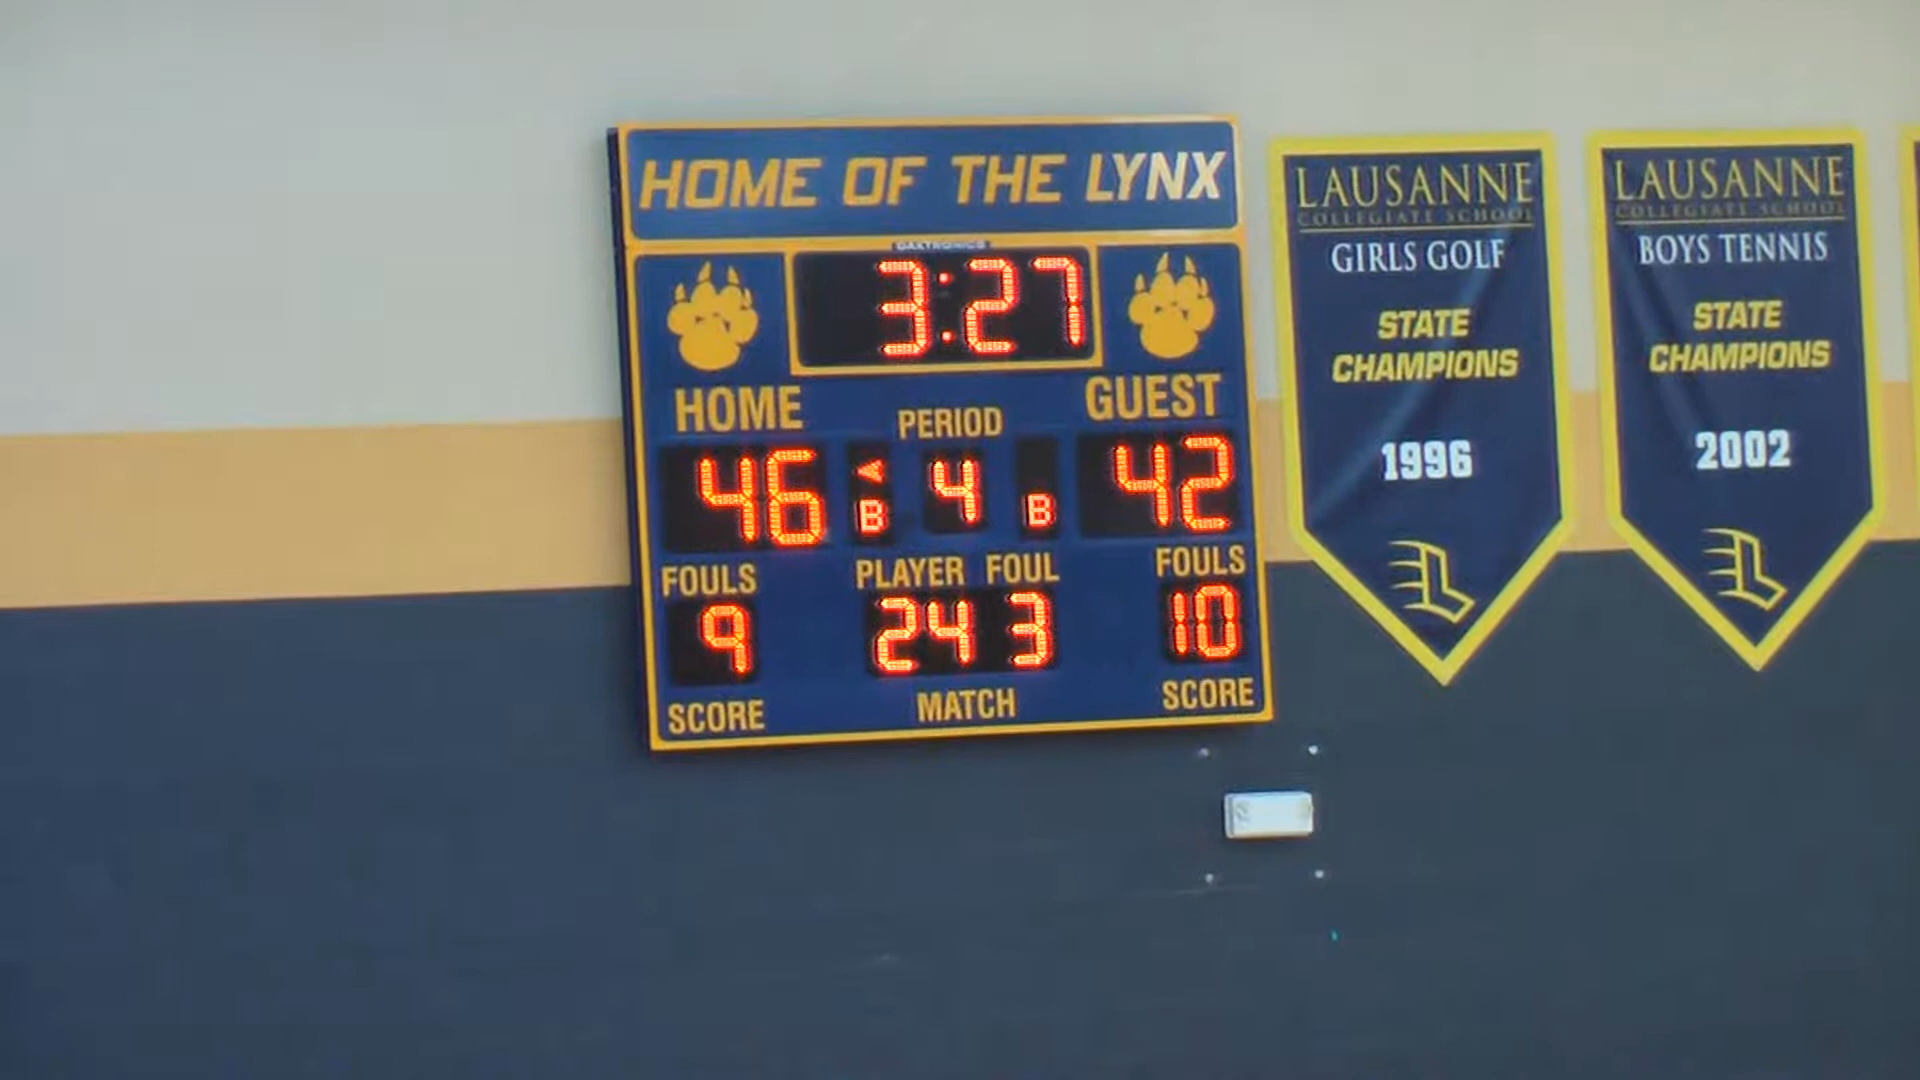 HOME OF THE LYNX
DAKTRONICS
3:27
HOME
PERIOD
GUEST
46
B
4
B
42
FOULS
PLAYER FOUL
FOULS
9
24 3
10
SCORE
MATCH
SCORE
LAUSANNE
COLLEGIATE SCHOOL
GIRLS GOLF
STATE
CHAMPIONS
1996
L
LAUSANNE
COLLEGIATE SCHOOL
BOYS TENNIS
STATE
CHAMPIONS
2002
L